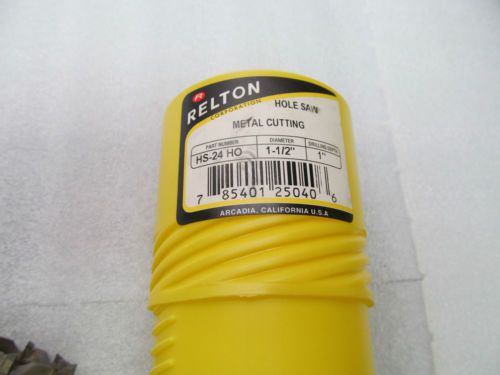 R
RELTON
CORPORATION
HOLE SAW
METAL CUTTING
PART NUMBER DIAMETER DRILLING DEPTH
HS-24 HO 1-1/2" 1"
7 85401 25040 6
ARCADIA, CALIFORNIA U.S.A